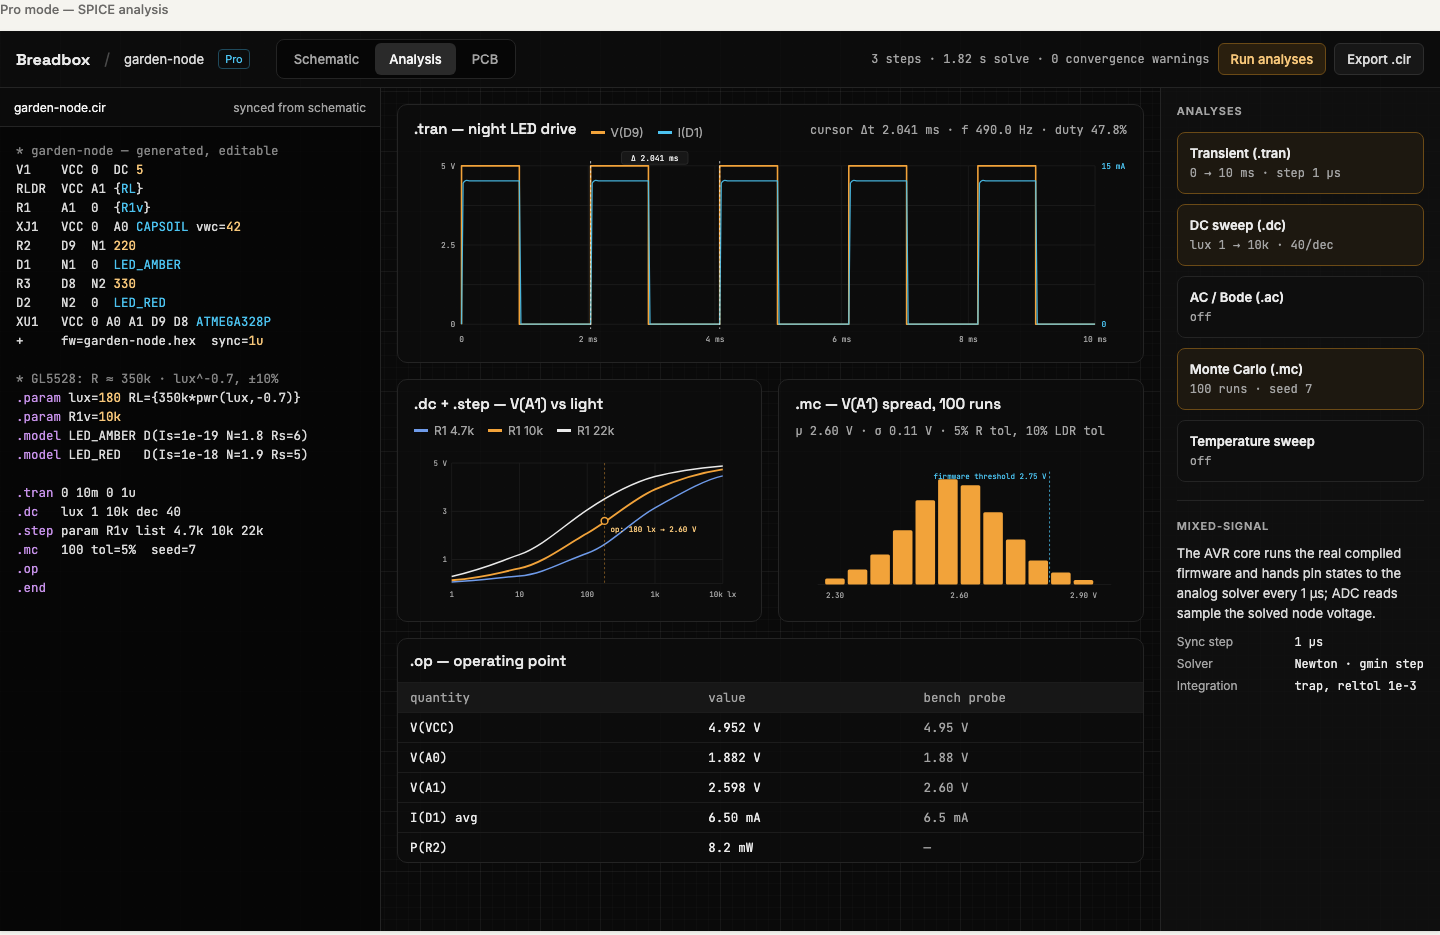 Pro mode — SPICE analysis
Breadbox / garden-node Pro Schematic Analysis PCB 3 steps · 1.82 s solve · 0 convergence warnings Run analyses Export .cir
garden-node.cir synced from schematic
* garden-node — generated, editable
V1 VCC 0 DC 5
RLDR VCC A1 {RL}
R1 A1 0 {R1v}
XJ1 VCC 0 A0 CAPSOIL vwc=42
R2 D9 N1 220
D1 N1 0 LED_AMBER
R3 D8 N2 330
D2 N2 0 LED_RED
XU1 VCC 0 A0 A1 D9 D8 ATMEGA328P
+ fw=garden-node.hex sync=1u
* GL5528: R ≈ 350k · lux^-0.7, ±10%
.param lux=180 RL={350k*pwr(lux,-0.7)}
.param R1v=10k
.model LED_AMBER D(Is=1e-19 N=1.8 Rs=6)
.model LED_RED D(Is=1e-18 N=1.9 Rs=5)
.tran 0 10m 0 1u
.dc lux 1 10k dec 40
.step param R1v list 4.7k 10k 22k
.mc 100 tol=5% seed=7
.op
.end
.tran — night LED drive V(D9) I(D1) cursor Δt 2.041 ms · f 490.0 Hz · duty 47.8%
Δ 2.041 ms
5 V 15 mA
2.5
0 0
0 2 ms 4 ms 6 ms 8 ms 10 ms
.dc + .step — V(A1) vs light
R1 4.7k R1 10k R1 22k
5 V
3
op: 180 lx → 2.60 V
1
1 10 100 1k 10k lx
.mc — V(A1) spread, 100 runs
μ 2.60 V · σ 0.11 V · 5% R tol, 10% LDR tol
firmware threshold 2.75 V
2.30 2.60 2.90 V
.op — operating point
quantity value bench probe
V(VCC) 4.952 V 4.95 V
V(A0) 1.882 V 1.88 V
V(A1) 2.598 V 2.60 V
I(D1) avg 6.50 mA 6.5 mA
P(R2) 8.2 mW —
ANALYSES
Transient (.tran)
0 → 10 ms · step 1 µs
DC sweep (.dc)
lux 1 → 10k · 40/dec
AC / Bode (.ac)
off
Monte Carlo (.mc)
100 runs · seed 7
Temperature sweep
off
MIXED-SIGNAL
The AVR core runs the real compiled
firmware and hands pin states to the
analog solver every 1 µs; ADC reads
sample the solved node voltage.
Sync step 1 µs
Solver Newton · gmin step
Integration trap, reltol 1e-3